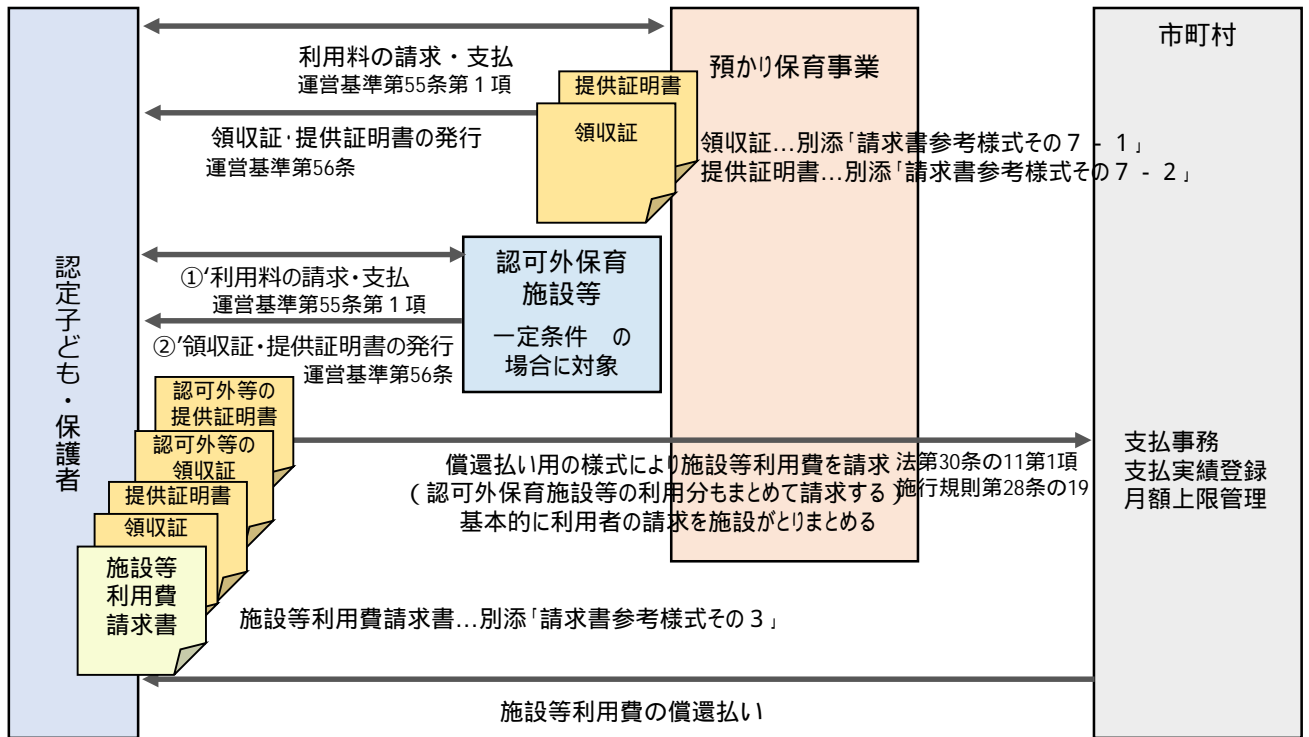 市町村
預かり保育事業
利用料の請求・支払
運営基準第55条第１項
提供証明書
領収証
領収証・提供証明書の発行
運営基準第56条
領収証…別添「請求書参考様式その７‐１」
提供証明書…別添「請求書参考様式その７‐２」
認定子ども・保護者
①'利用料の請求・支払
運営基準第55条第１項
②'領収証・提供証明書の発行
運営基準第56条
認可外保育
施設等
一定条件　の
場合に対象
認可外等の
提供証明書
認可外等の
領収証
提供証明書
領収証
施設等
利用費
請求書
償還払い用の様式により施設等利用費を請求
（認可外保育施設等の利用分もまとめて請求する）
基本的に利用者の請求を施設がとりまとめる
法第30条の11第1項
施行規則第28条の19
支払事務
支払実績登録
月額上限管理
施設等利用費請求書…別添「請求書参考様式その３」
施設等利用費の償還払い